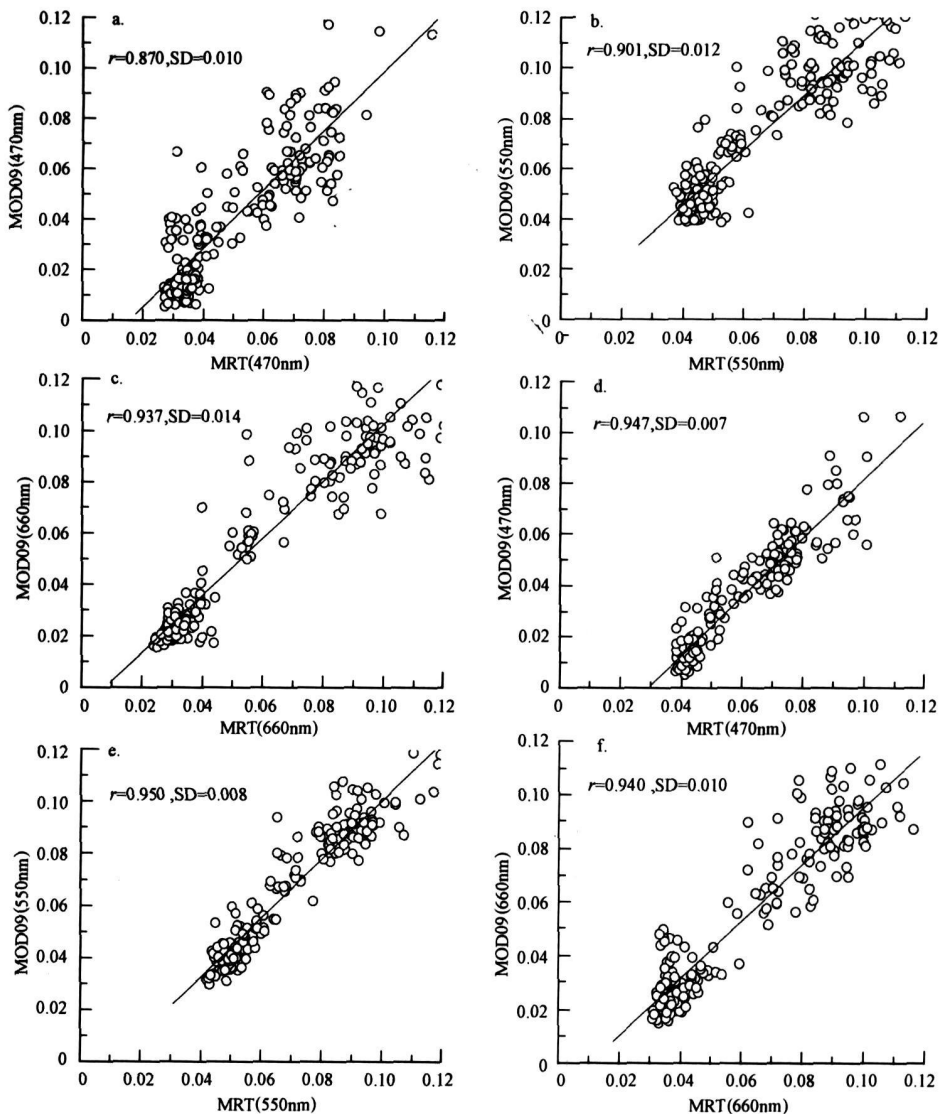 a.
r=0.870,SD=0.010
0.12
0.10
0.08
0.06
0.04
0.02
0
MOD09(470nm)
0 0.02 0.04 0.06 0.08 0.10 0.12
MRT(470nm)
b.
r=0.901,SD=0.012
0.12
0.10
0.08
0.06
0.04
0.02
0
MOD09(550nm)
0 0.02 0.04 0.06 0.08 0.10 0.12
MRT(550nm)
c.
r=0.937,SD=0.014
0.12
0.10
0.08
0.06
0.04
0.02
0
MOD09(660nm)
0 0.02 0.04 0.06 0.08 0.10 0.12
MRT(660nm)
d.
r=0.947,SD=0.007
0.12
0.10
0.08
0.06
0.04
0.02
0
MOD09(470nm)
0 0.02 0.04 0.06 0.08 0.10 0.12
MRT(470nm)
e.
r=0.950 ,SD=0.008
0.12
0.10
0.08
0.06
0.04
0.02
0
MOD09(550nm)
0 0.02 0.04 0.06 0.08 0.10 0.12
MRT(550nm)
f.
r=0.940 ,SD=0.010
0.12
0.10
0.08
0.06
0.04
0.02
0
MOD09(660nm)
0 0.02 0.04 0.06 0.08 0.10 0.12
MRT(660nm)